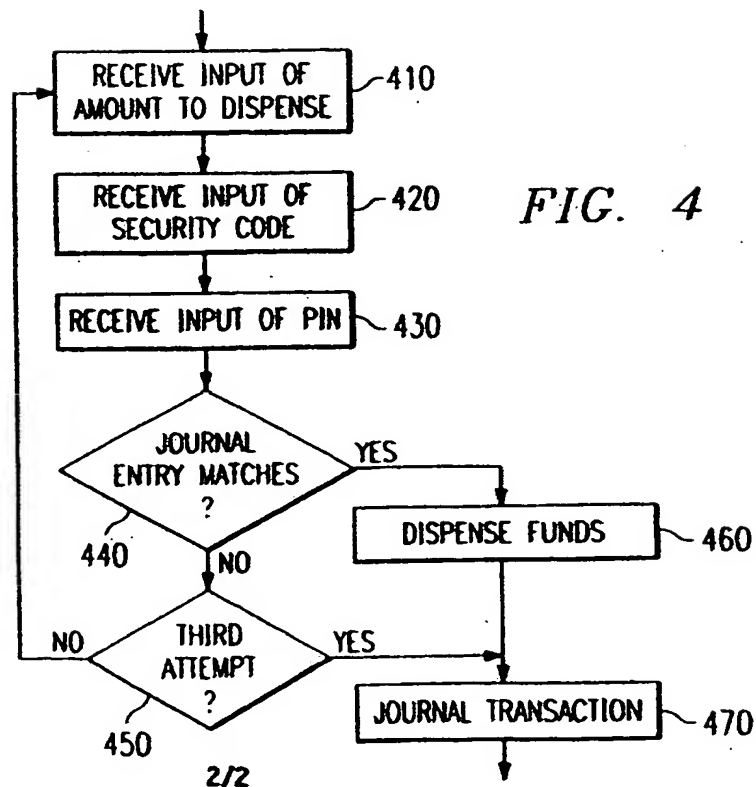 RECEIVE INPUT OF
AMOUNT TO DISPENSE
410
RECEIVE INPUT OF
SECURITY CODE
420
FIG. 4
RECEIVE INPUT OF PIN
430
JOURNAL
ENTRY MATCHES
?
YES
440
NO
DISPENSE FUNDS
460
NO
THIRD
ATTEMPT
?
YES
450
JOURNAL TRANSACTION
470
2/2